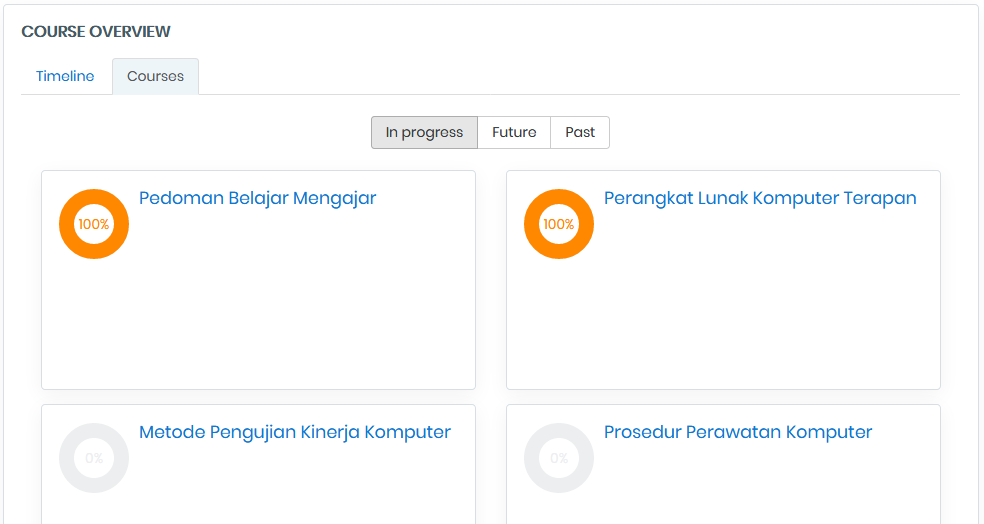 COURSE OVERVIEW
Timeline Courses
In progress Future Past
100% Pedoman Belajar Mengajar
100% Perangkat Lunak Komputer Terapan
0% Metode Pengujian Kinerja Komputer
0% Prosedur Perawatan Komputer